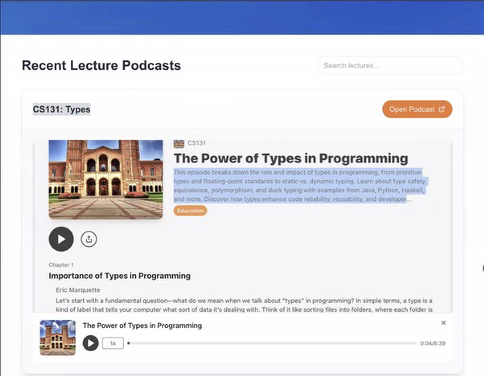 Recent Lecture Podcasts
Search lectures...
CS131: Types
Open Podcast
CS131
The Power of Types in Programming
This episode breaks down the role and impact of types in programming, from primitive
types and floating-point standards to static vs. dynamic typing. Learn about type safety,
equivalence, polymorphism, and duck typing with examples from Java, Python, Haskell,
and more. Discover how types enhance code reliability, reusability, and developer...
Education
Chapter 1
Importance of Types in Programming
Eric Marquette
Let's start with a fundamental question—what do we mean when we talk about "types" in programming? In simple terms, a type is a
kind of label that tells your computer what sort of data it's dealing with. Think of it like sorting files into folders, where each folder is
The Power of Types in Programming
1x
0:04/8:39